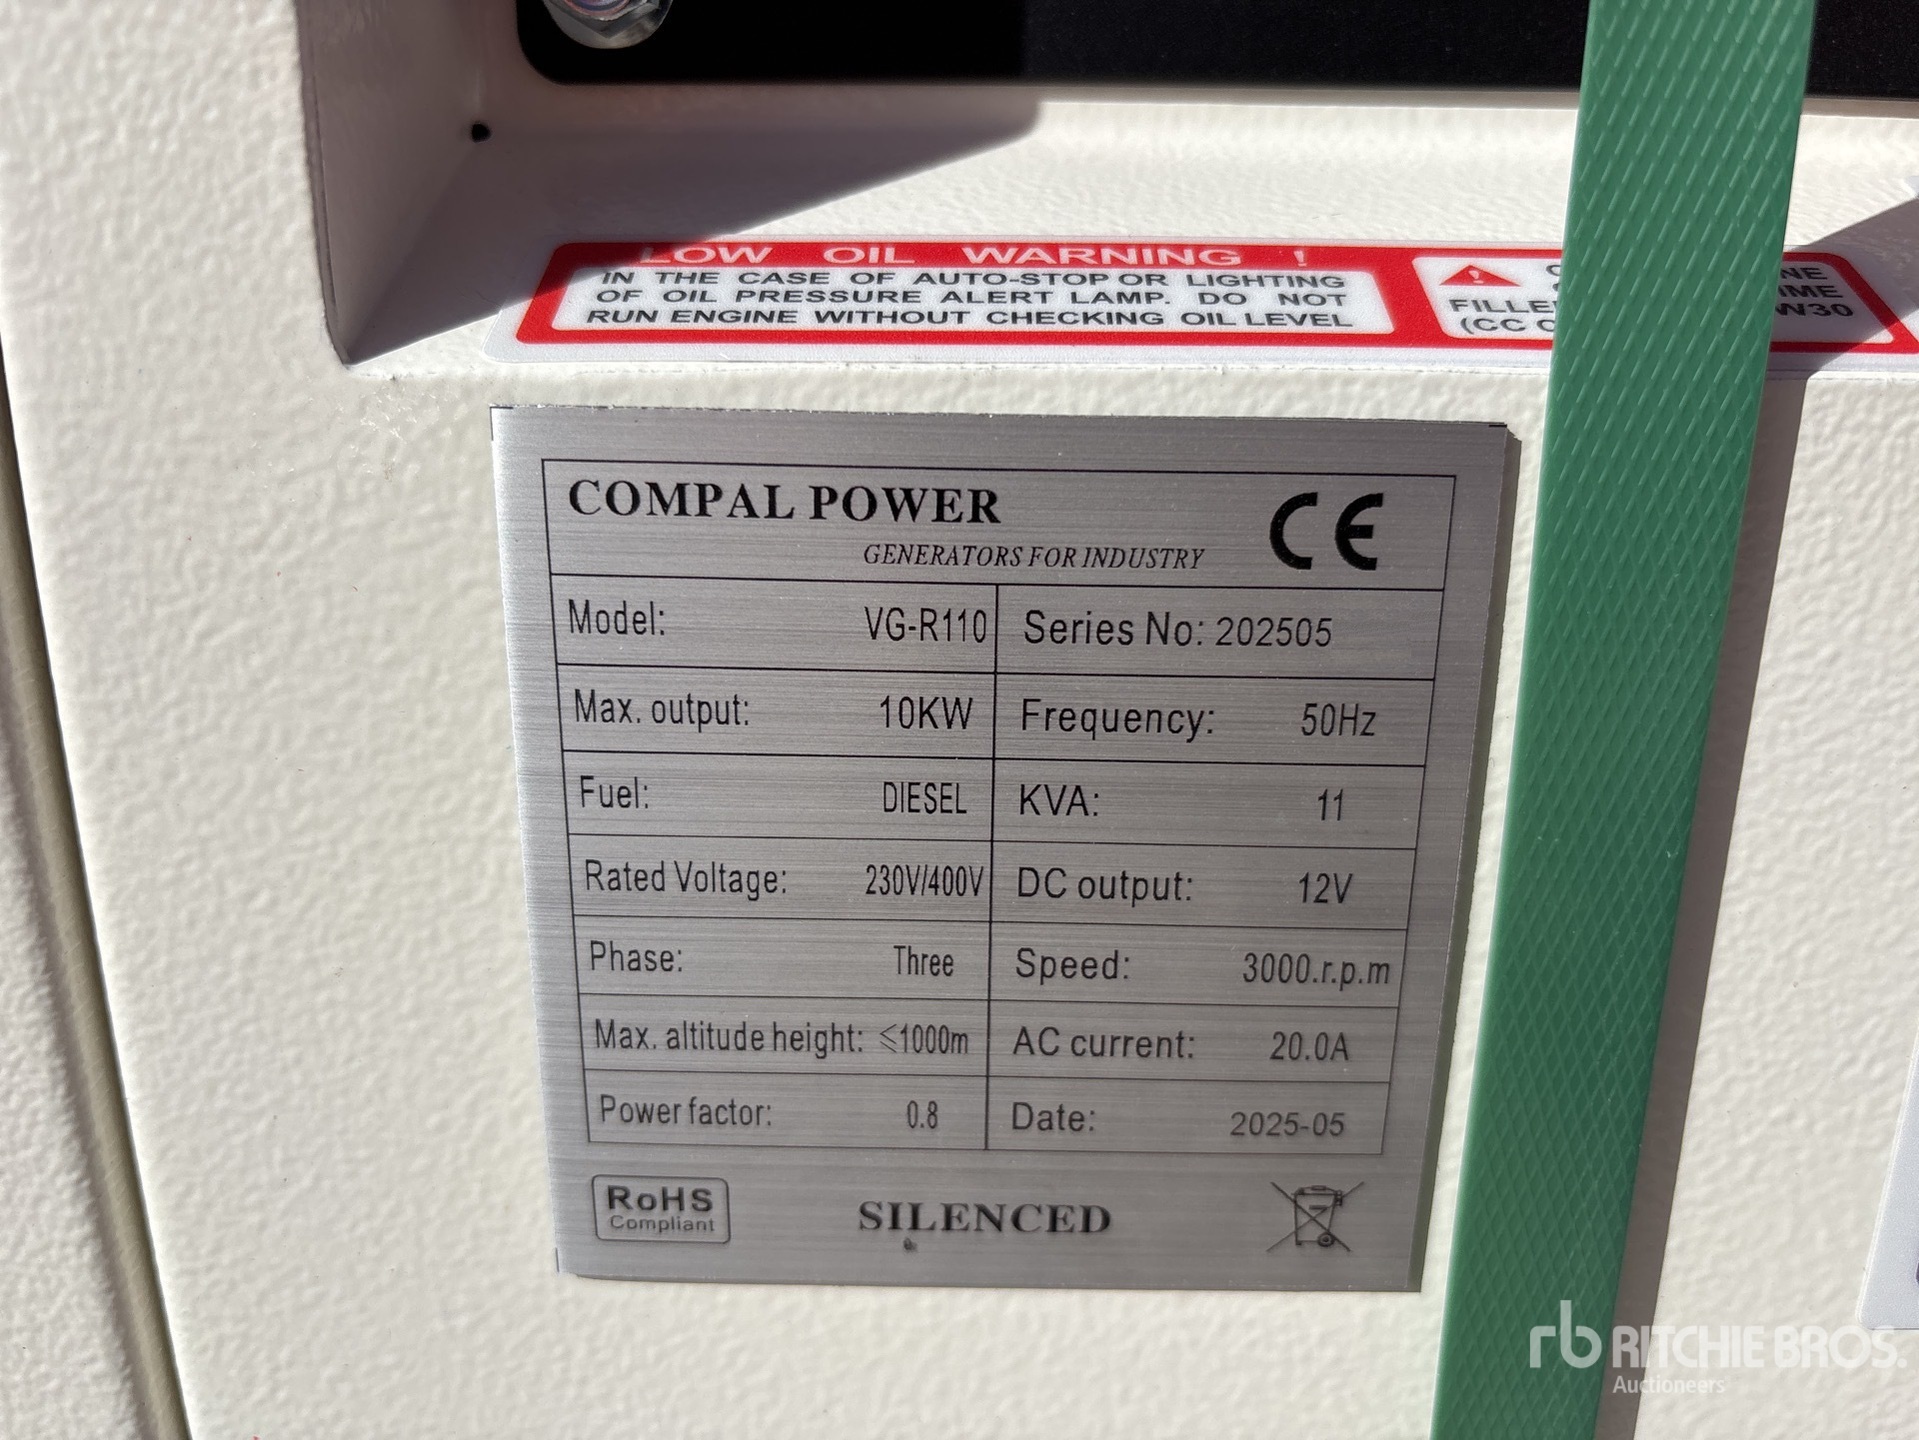 LOW OIL WARNING !
IN THE CASE OF AUTO-STOP OR LIGHTING
OF OIL PRESSURE ALERT LAMP. DO NOT
RUN ENGINE WITHOUT CHECKING OIL LEVEL
W30
(CC
COMPAL POWER
GENERATORS FOR INDUSTRY
CE
Model: VG-R110
Series No: 202505
Max. output: 10KW
Frequency: 50Hz
Fuel: DIESEL
KVA: 11
Rated Voltage: 230V/400V
DC output: 12V
Phase: Three
Speed: 3000.r.p.m
Max. altitude height: ≤1000m
AC current: 20.0A
Power factor: 0.8
Date: 2025-05
RoHS
Compliant
SILENCED
rb RITCHIE BROS.
Auctioneers